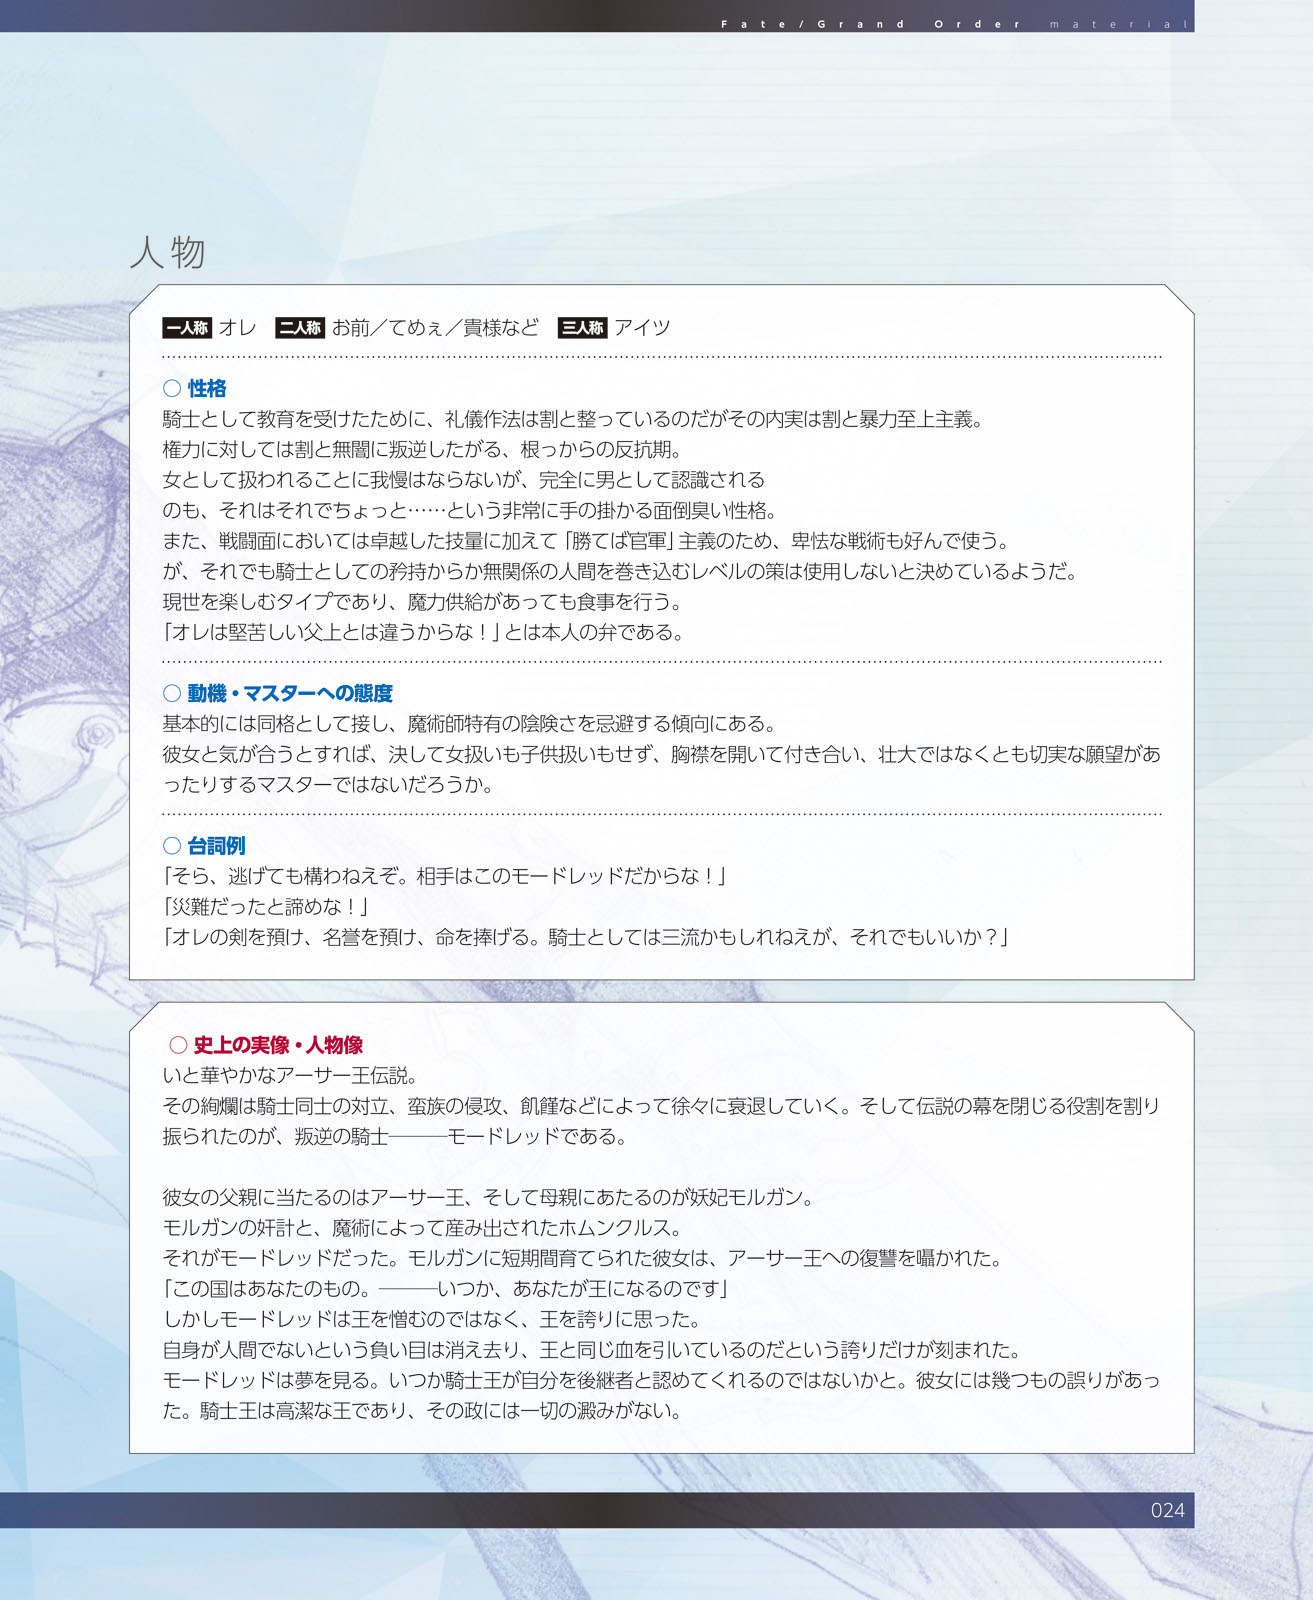 Fate/Grand Order material
人物
一人称 オレ 二人称 お前／てめぇ／貴様など 三人称 アイツ
○ 性格
騎士として教育を受けたために、礼儀作法は割と整っているのだがその内実は割と暴力至上主義。
権力に対しては割と無闇に叛逆したがる、根っからの反抗期。
女として扱われることに我慢はならないが、完全に男として認識される
のも、それはそれでちょっと……という非常に手の掛かる面倒臭い性格。
また、戦闘面においては卓越した技量に加えて「勝てば官軍」主義のため、卑怯な戦術も好んで使う。
が、それでも騎士としての矜持からか無関係の人間を巻き込むレベルの策は使用しないと決めているようだ。
現世を楽しむタイプであり、魔力供給があっても食事を行う。
「オレは堅苦しい父上とは違うからな！」とは本人の弁である。
○ 動機・マスターへの態度
基本的には同格として接し、魔術師特有の陰険さを忌避する傾向にある。
彼女と気が合うとすれば、決して女扱いも子供扱いもせず、胸襟を開いて付き合い、壮大ではなくとも切実な願望があ
ったりするマスターではないだろうか。
○ 台詞例
「そら、逃げても構わねえぞ。相手はこのモードレッドだからな！」
「災難だったと諦めな！」
「オレの剣を預け、名誉を預け、命を捧げる。騎士としては三流かもしれねえが、それでもいいか？」
○ 史上の実像・人物像
いと華やかなアーサー王伝説。
その絢爛は騎士同士の対立、蛮族の侵攻、飢饉などによって徐々に衰退していく。そして伝説の幕を閉じる役割を割り
振られたのが、叛逆の騎士―――モードレッドである。
彼女の父親に当たるのはアーサー王、そして母親にあたるのが妖妃モルガン。
モルガンの奸計と、魔術によって産み出されたホムンクルス。
それがモードレッドだった。モルガンに短期間育てられた彼女は、アーサー王への復讐を囁かれた。
「この国はあなたのもの。―――いつか、あなたが王になるのです」
しかしモードレッドは王を憎むのではなく、王を誇りに思った。
自身が人間でないという負い目は消え去り、王と同じ血を引いているのだという誇りだけが刻まれた。
モードレッドは夢を見る。いつか騎士王が自分を後継者と認めてくれるのではないかと。彼女には幾つもの誤りがあっ
た。騎士王は高潔な王であり、その政には一切の澱みがない。
024